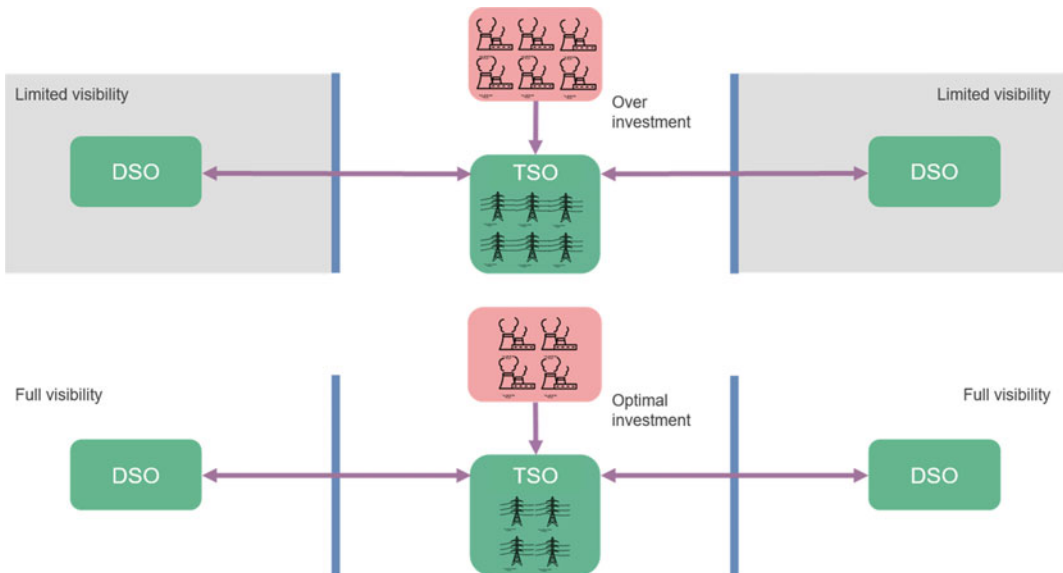 Limited visibility
Limited visibility
Over
investment
DSO
TSO
DSO
Full visibility
Optimal
investment
Full visibility
DSO
TSO
DSO